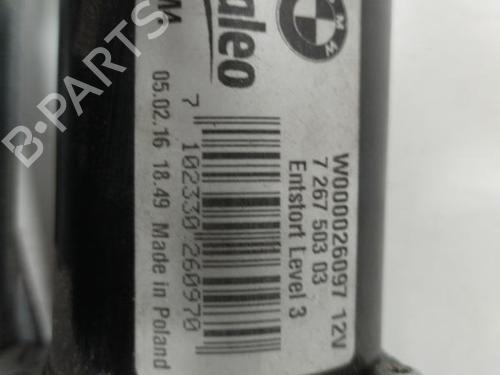 B-PARTS
BMW
aleo
M
W000026097 12V
7 267 503 03
Entstort Level 3
7 102330 260970
05.02.16 18.49 Made in Poland